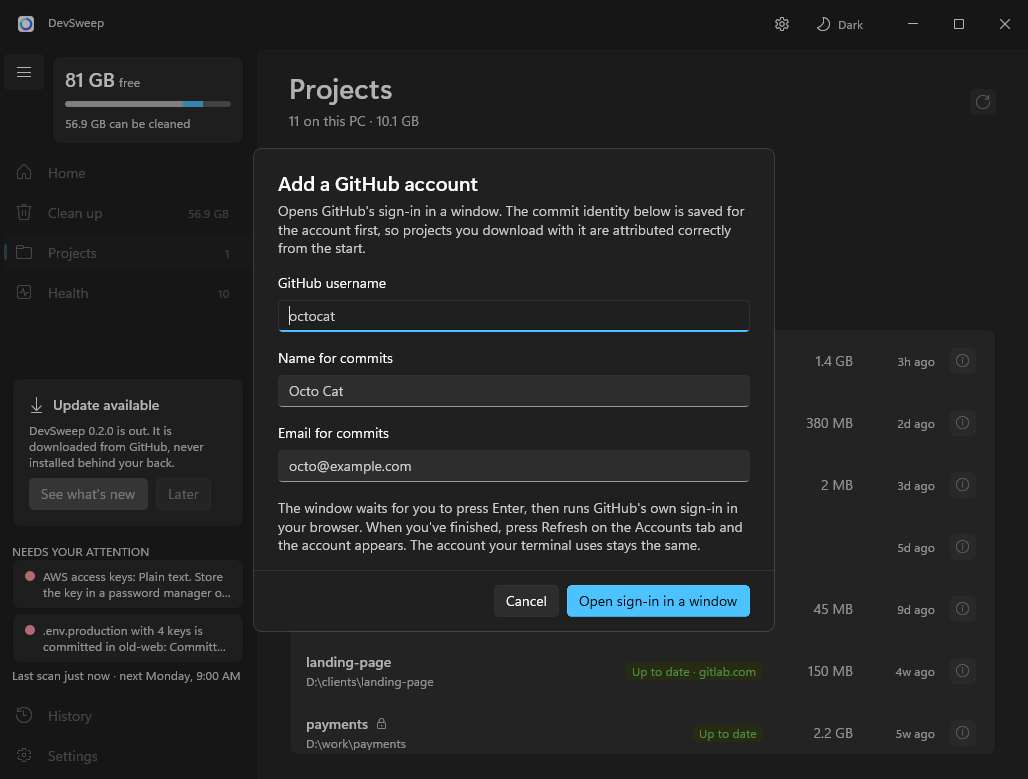 DevSweep
Dark
81 GB free
56.9 GB can be cleaned
Home
Clean up 56.9 GB
Projects 1
Health 10
Update available
DevSweep 0.2.0 is out. It is
downloaded from GitHub, never
installed behind your back.
See what's new
Later
NEEDS YOUR ATTENTION
AWS access keys: Plain text. Store
the key in a password manager o...
.env.production with 4 keys is
committed in old-web: Committ...
Last scan just now · next Monday, 9:00 AM
History
Settings
Projects
11 on this PC · 10.1 GB
Add a GitHub account
Opens GitHub's sign-in in a window. The commit identity below is saved for
the account first, so projects you download with it are attributed correctly
from the start.
GitHub username
octocat
Name for commits
Octo Cat
Email for commits
octo@example.com
The window waits for you to press Enter, then runs GitHub's own sign-in in
your browser. When you've finished, press Refresh on the Accounts tab and
the account appears. The account your terminal uses stays the same.
Cancel
Open sign-in in a window
1.4 GB 3h ago
380 MB 2d ago
2 MB 3d ago
5d ago
45 MB 9d ago
landing-page
D:\clients\landing-page
Up to date · gitlab.com
150 MB 4w ago
payments
D:\work\payments
Up to date
2.2 GB 5w ago